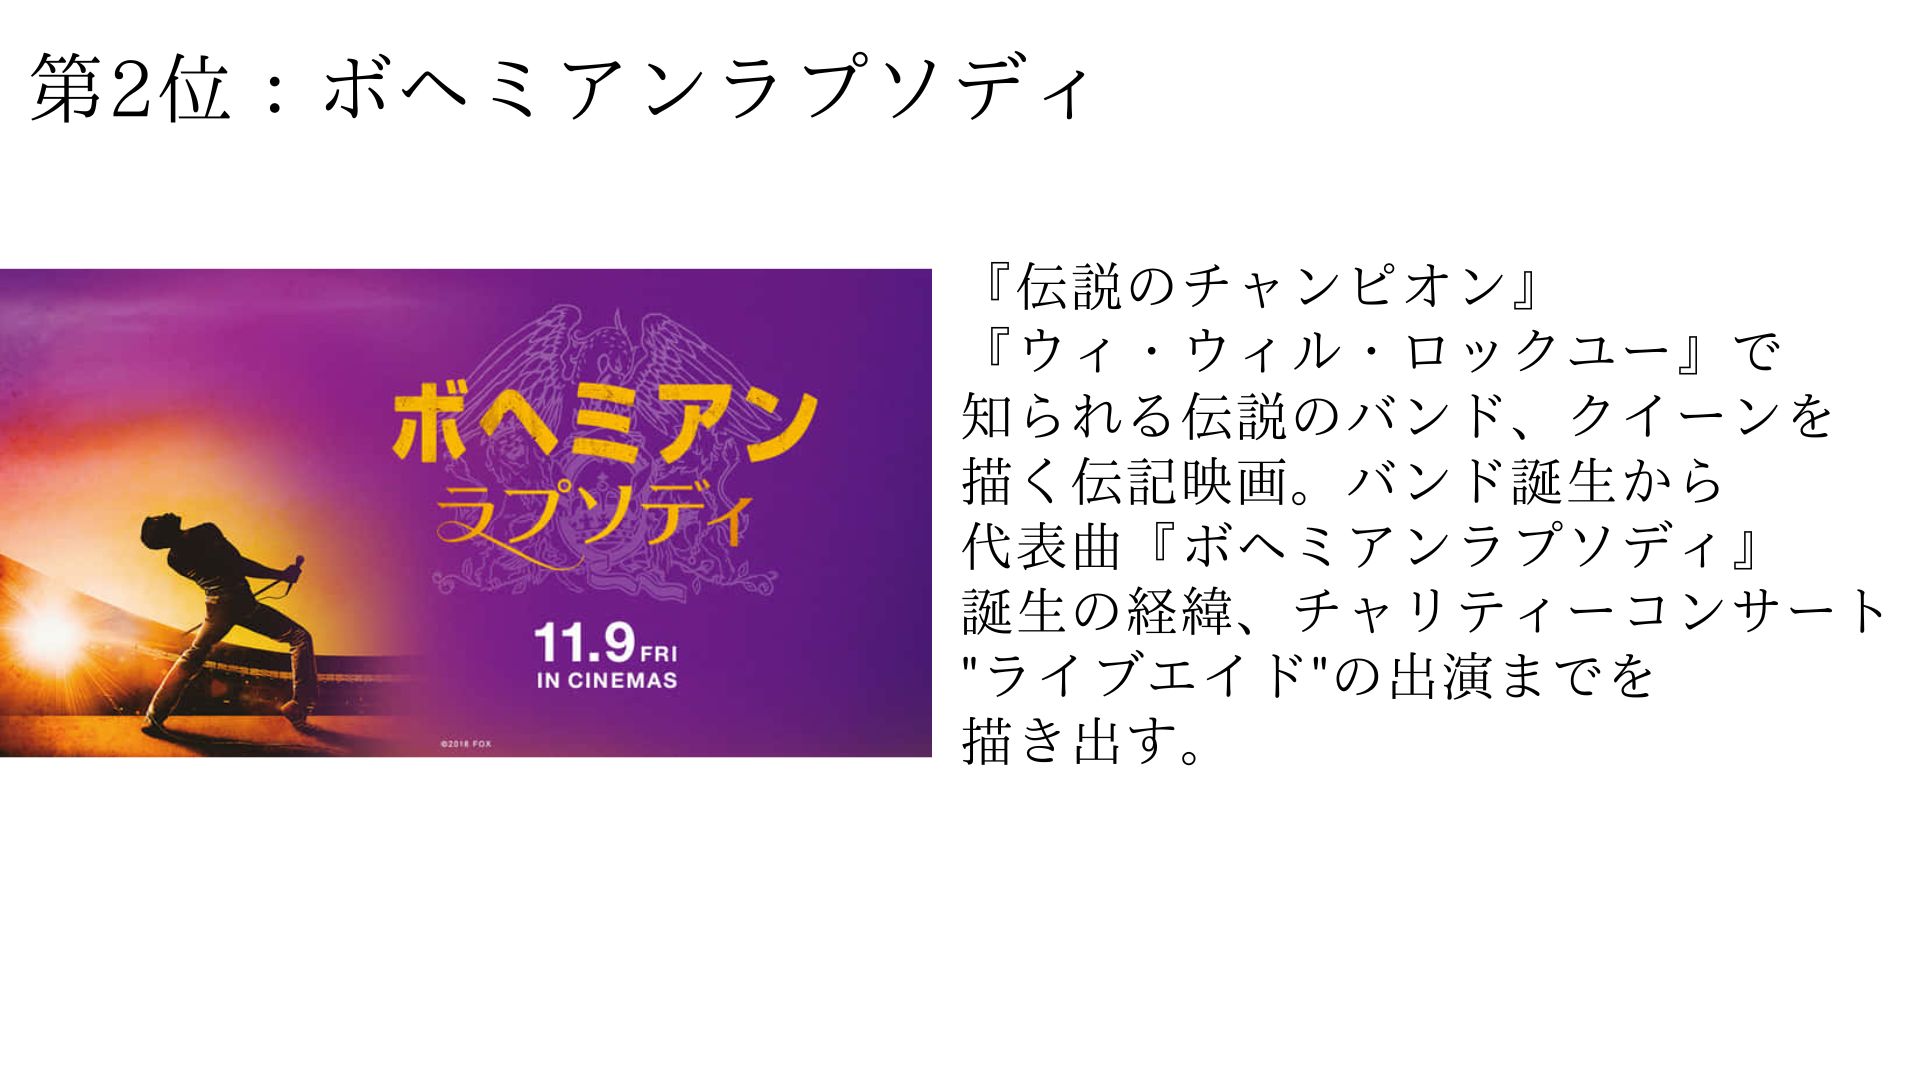 第2位：ボヘミアンラプソディ
ボヘミアン
ラプソディ
11.9 FRI
IN CINEMAS
©2018 FOX
『伝説のチャンピオン』
『ウィ・ウィル・ロックユー』で
知られる伝説のバンド、クイーンを
描く伝記映画。バンド誕生から
代表曲『ボヘミアンラプソディ』
誕生の経緯、チャリティーコンサート
"ライブエイド"の出演までを
描き出す。